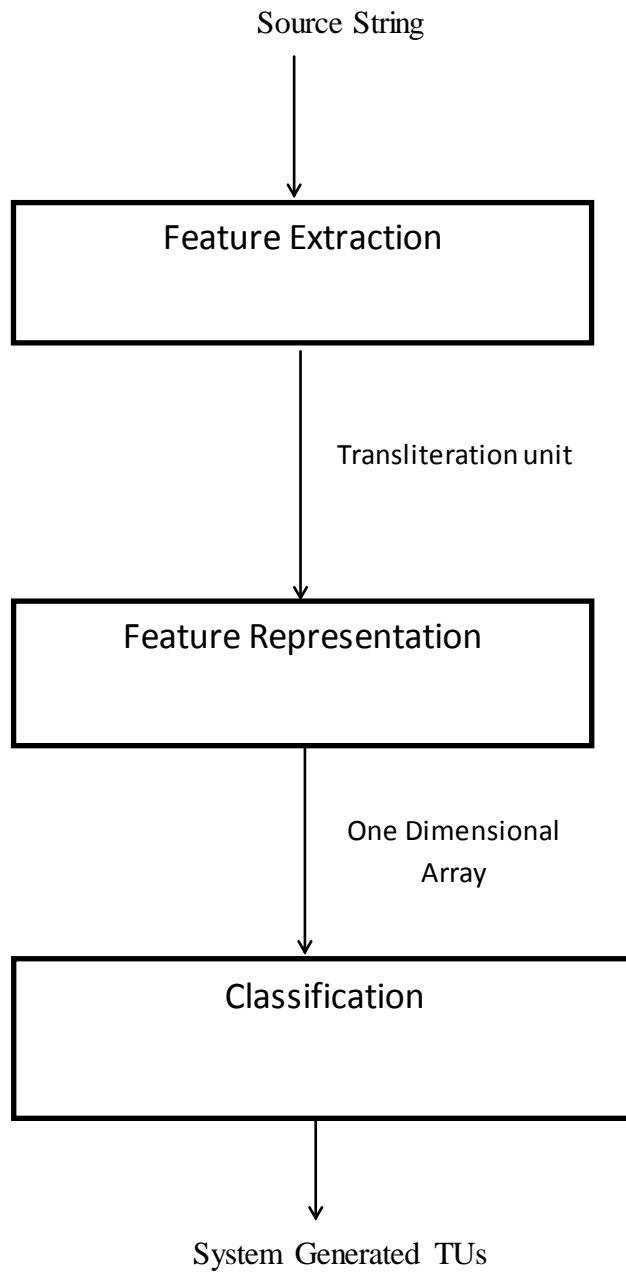 Source String
Feature Extraction
Transliteration unit
Feature Representation
One Dimensional
Array
Classification
System Generated TUs